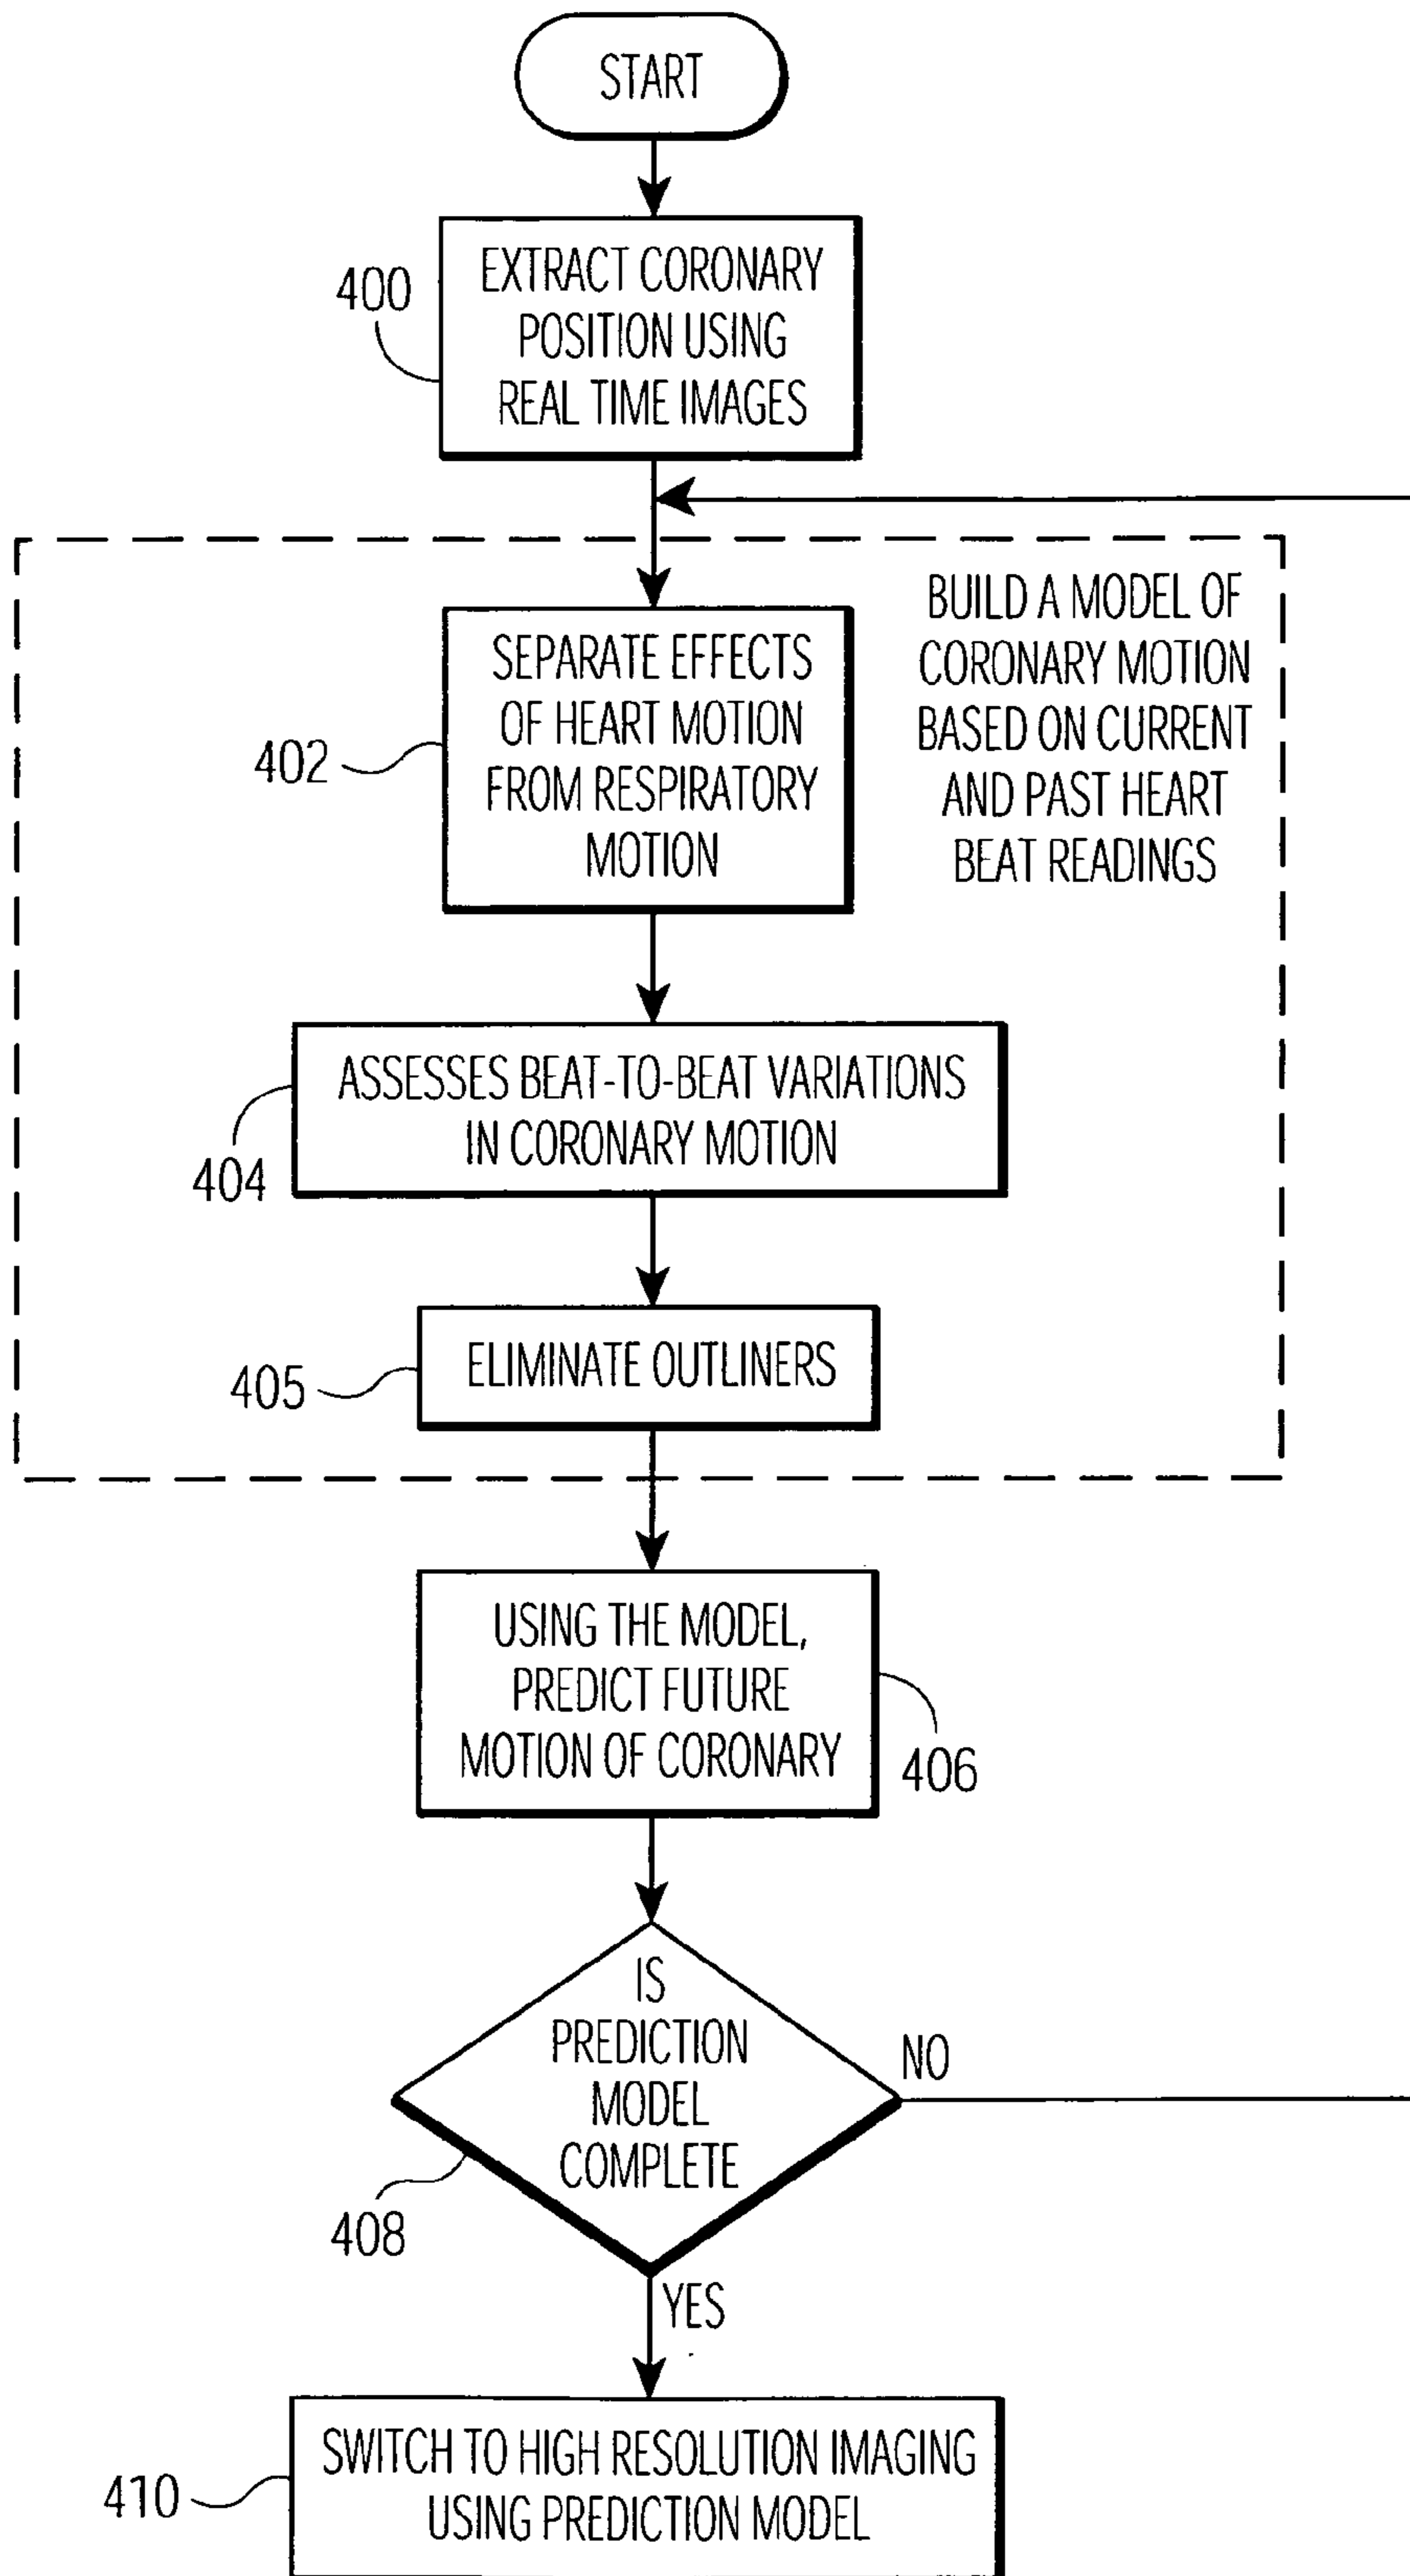 START
400
EXTRACT CORONARY
POSITION USING
REAL TIME IMAGES
BUILD A MODEL OF
CORONARY MOTION
BASED ON CURRENT
AND PAST HEART
BEAT READINGS
402
SEPARATE EFFECTS
OF HEART MOTION
FROM RESPIRATORY
MOTION
404
ASSESSES BEAT-TO-BEAT VARIATIONS
IN CORONARY MOTION
405
ELIMINATE OUTLINERS
USING THE MODEL,
PREDICT FUTURE
MOTION OF CORONARY
406
IS
PREDICTION
MODEL
COMPLETE
NO
408
YES
410
SWITCH TO HIGH RESOLUTION IMAGING
USING PREDICTION MODEL